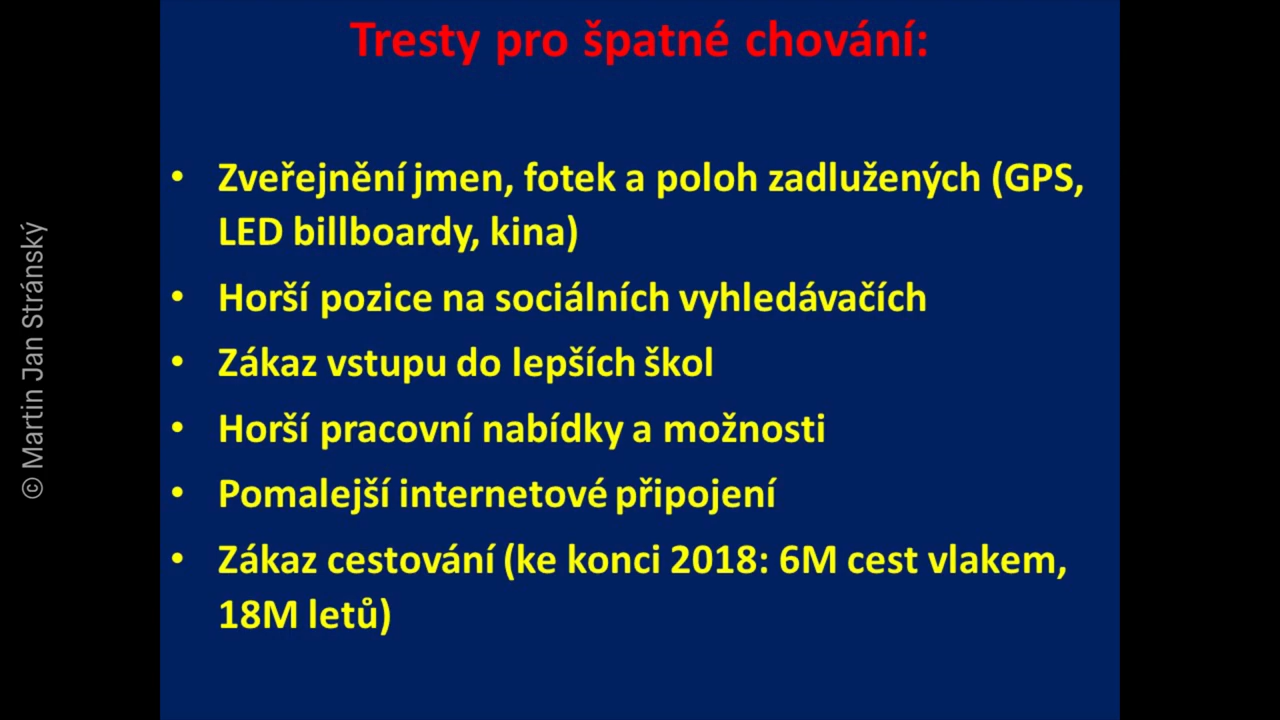 Tresty pro špatné chování:
• Zveřejnění jmen, fotek a poloh zadlužených (GPS,
LED billboardy, kina)
• Horší pozice na sociálních vyhledávačích
• Zákaz vstupu do lepších škol
• Horší pracovní nabídky a možnosti
• Pomalejší internetové připojení
• Zákaz cestování (ke konci 2018: 6M cest vlakem,
18M letů)
© Martin Jan Stránský